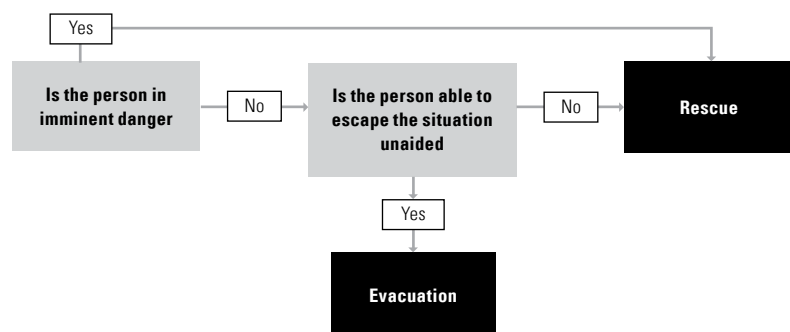 Yes
Is the person in
imminent danger
No
Is the person able to
escape the situation
unaided
No
Rescue
Yes
Evacuation